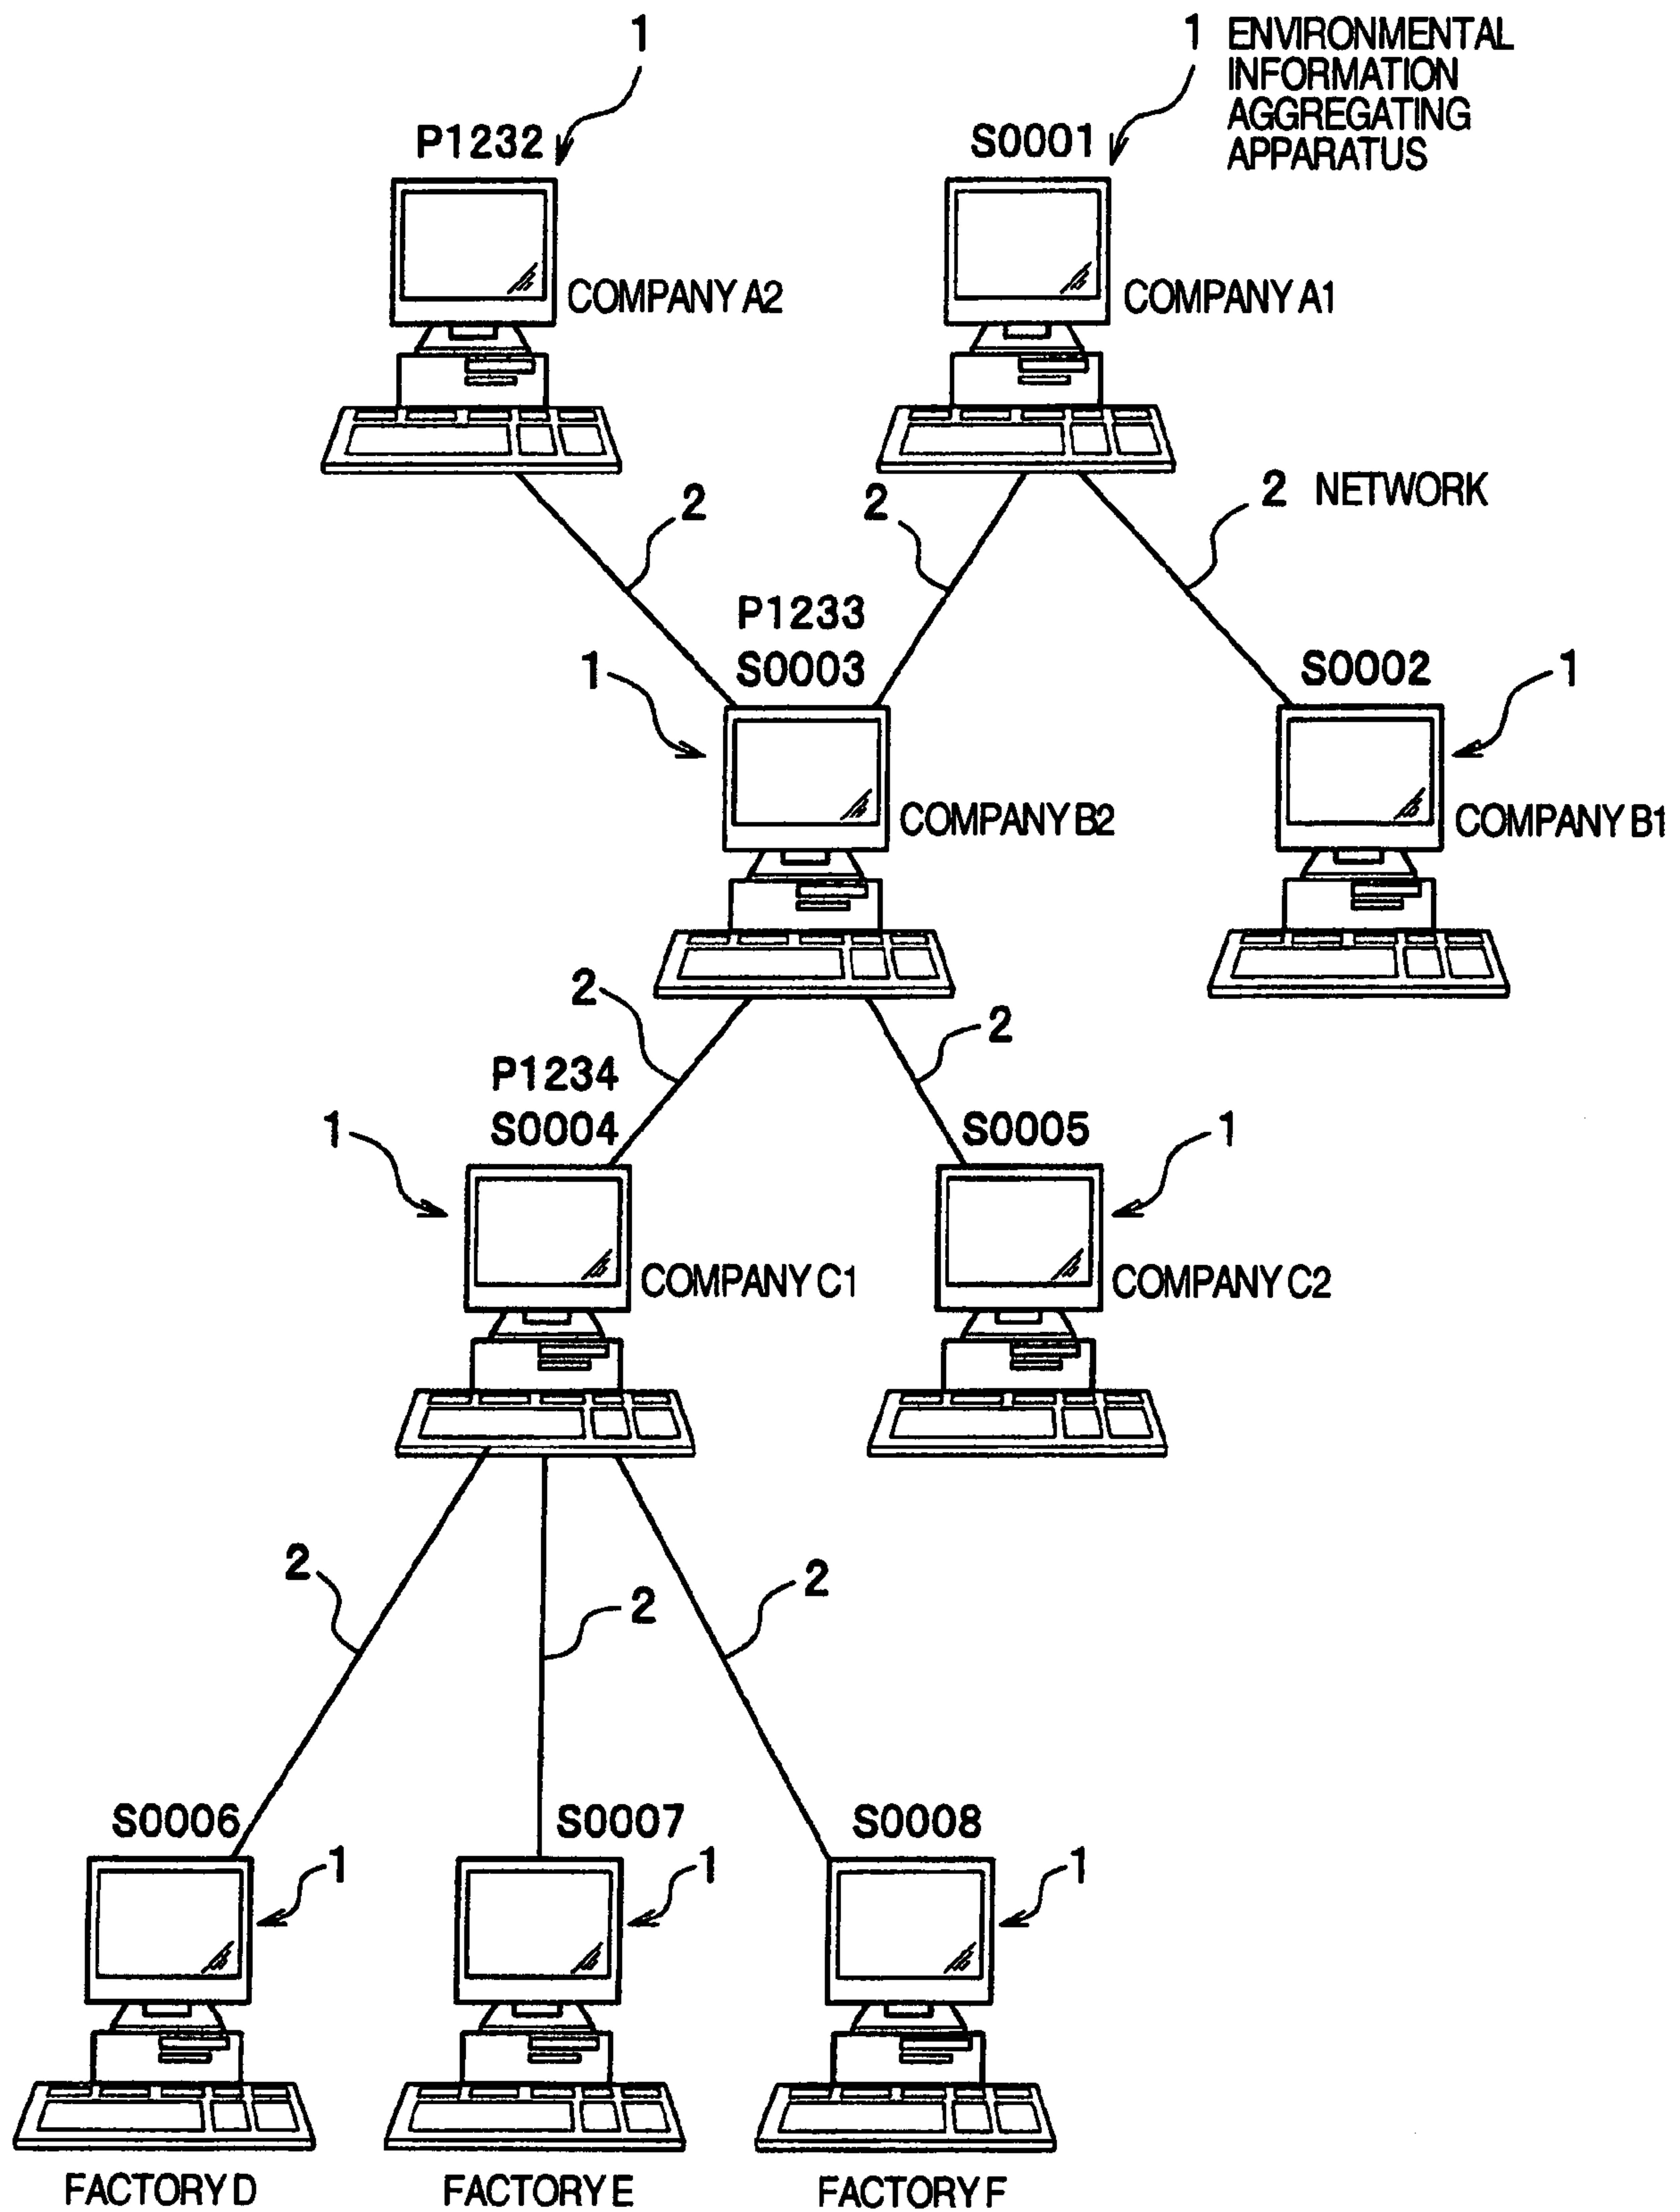 1
1 ENVIRONMENTAL
INFORMATION
AGGREGATING
APPARATUS
P1232
S0001
COMPANY A2
COMPANY A1
2
2
2 NETWORK
P1233
S0003
1
S0002
1
COMPANY B2
COMPANY B1
2
2
P1234
S0004
1
S0005
1
COMPANY C1
COMPANY C2
2
2
2
S0006
S0007
S0008
1
1
1
FACTORY D
FACTORY E
FACTORY F